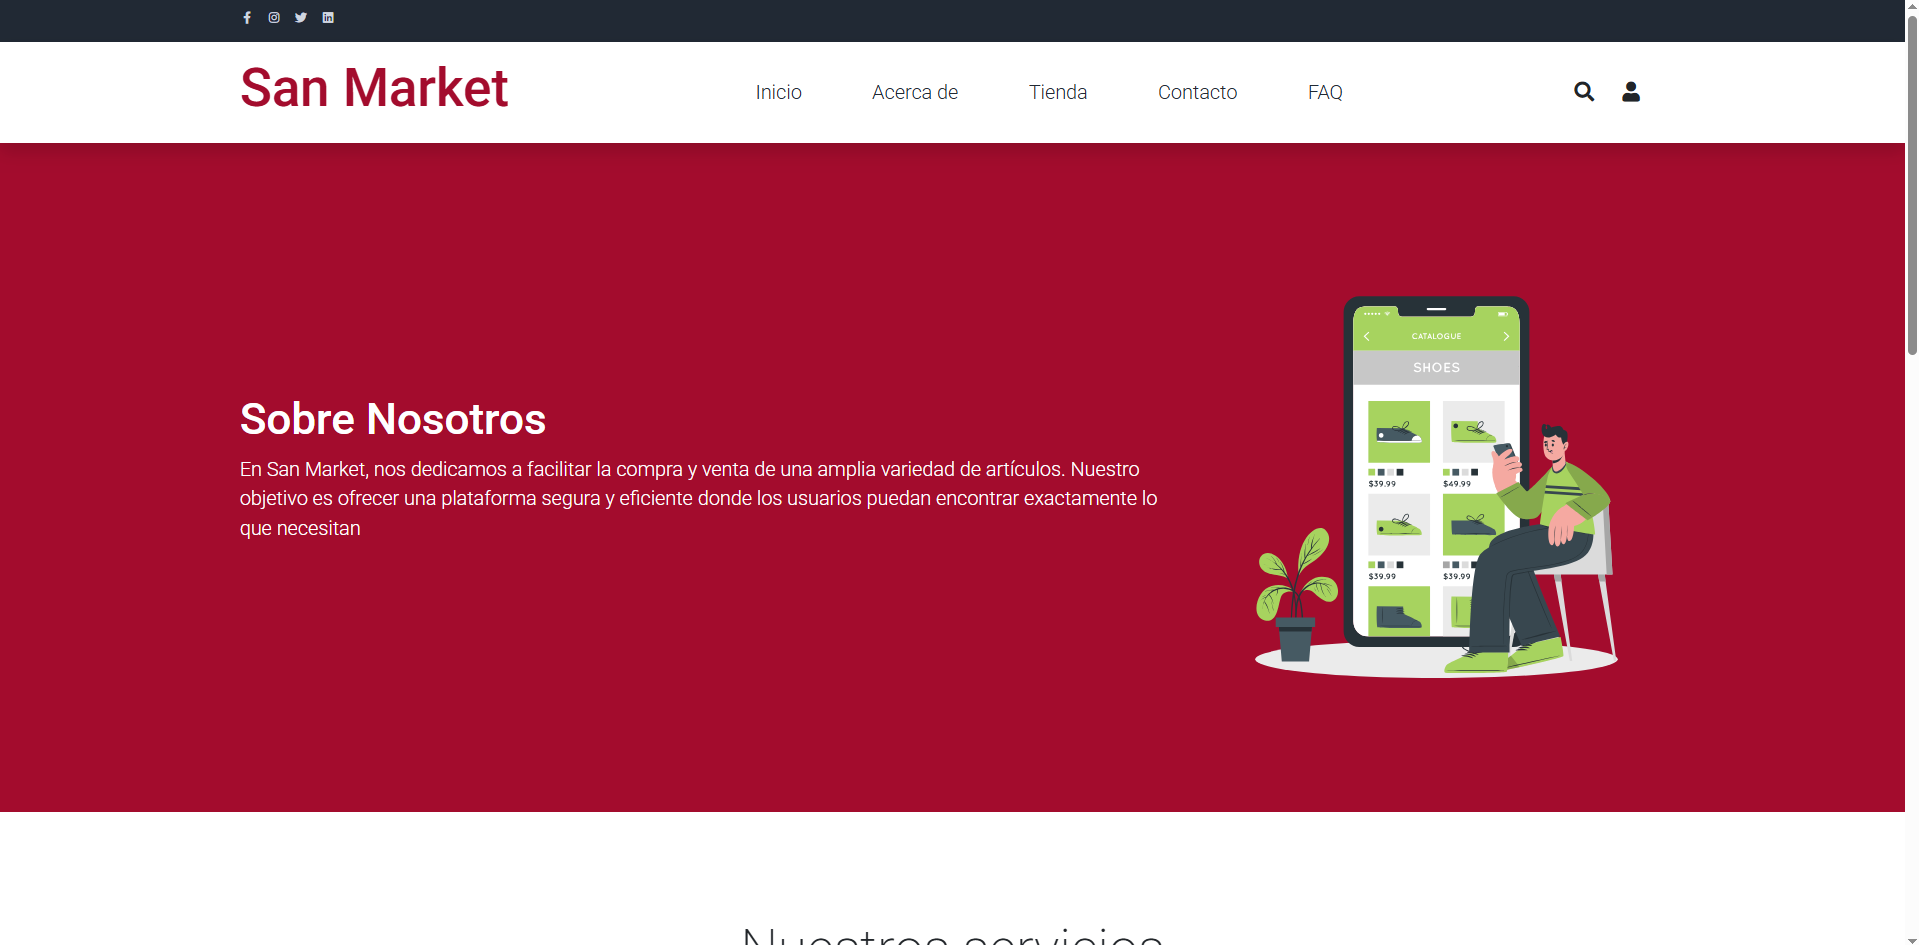 San Market
Inicio
Acerca de
Tienda
Contacto
FAQ
CATALOGUE
SHOES
$39.99
$49.99
$39.99
$39.99
Sobre Nosotros
En San Market, nos dedicamos a facilitar la compra y venta de una amplia variedad de artículos. Nuestro
objetivo es ofrecer una plataforma segura y eficiente donde los usuarios puedan encontrar exactamente lo
que necesitan
Nuestros servicios